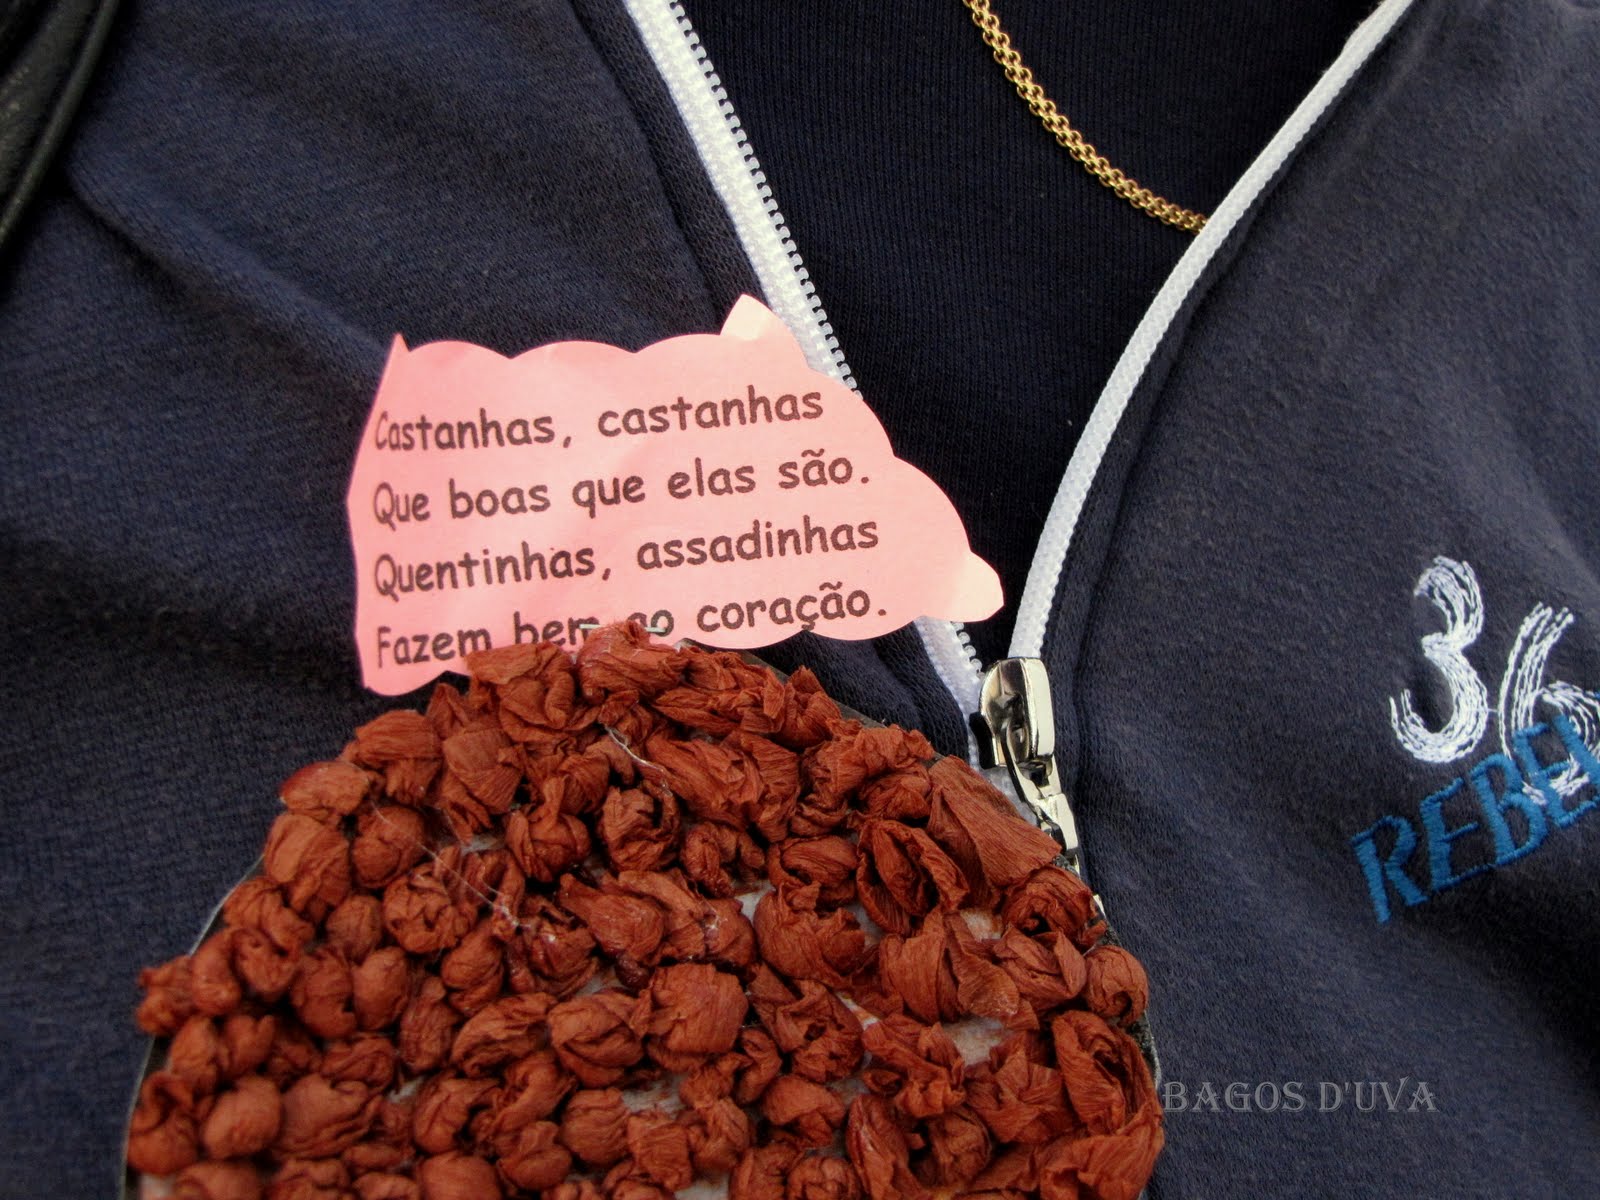 Castanhas, castanhas
Que boas que elas são.
Quentinhas, assadinhas
Fazem bem ao coração.
36
REBEL
BAGOS D'UVA